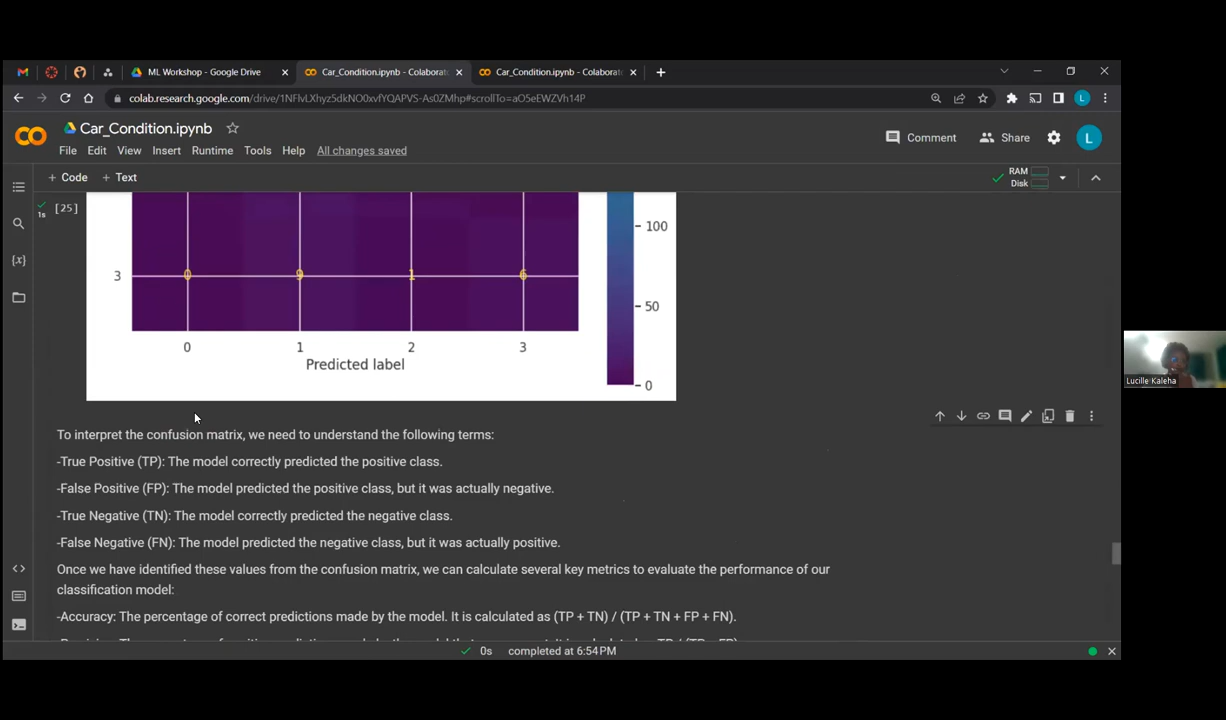 ML Workshop - Google Drive
Car_Condition.ipynb - Colaborat
Car_Condition.ipynb - Colaborat
colab.research.google.com/drive/1NFlvLXhyz5dkNO0xvfYQAPVS-As0ZMhp#scrollTo=aO5eEWZVh14P
L
Car_Condition.ipynb
Comment
Share
L
File Edit View Insert Runtime Tools Help All changes saved
+ Code + Text
RAM
Disk
1s
[25]
100
3
0 9 1 6
50
0 1 2 3
Predicted label
0
To interpret the confusion matrix, we need to understand the following terms:
-True Positive (TP): The model correctly predicted the positive class.
-False Positive (FP): The model predicted the positive class, but it was actually negative.
-True Negative (TN): The model correctly predicted the negative class.
-False Negative (FN): The model predicted the negative class, but it was actually positive.
Once we have identified these values from the confusion matrix, we can calculate several key metrics to evaluate the performance of our
classification model:
-Accuracy: The percentage of correct predictions made by the model. It is calculated as (TP + TN) / (TP + TN + FP + FN).
0s completed at 6:54PM
Lucille Kaleha